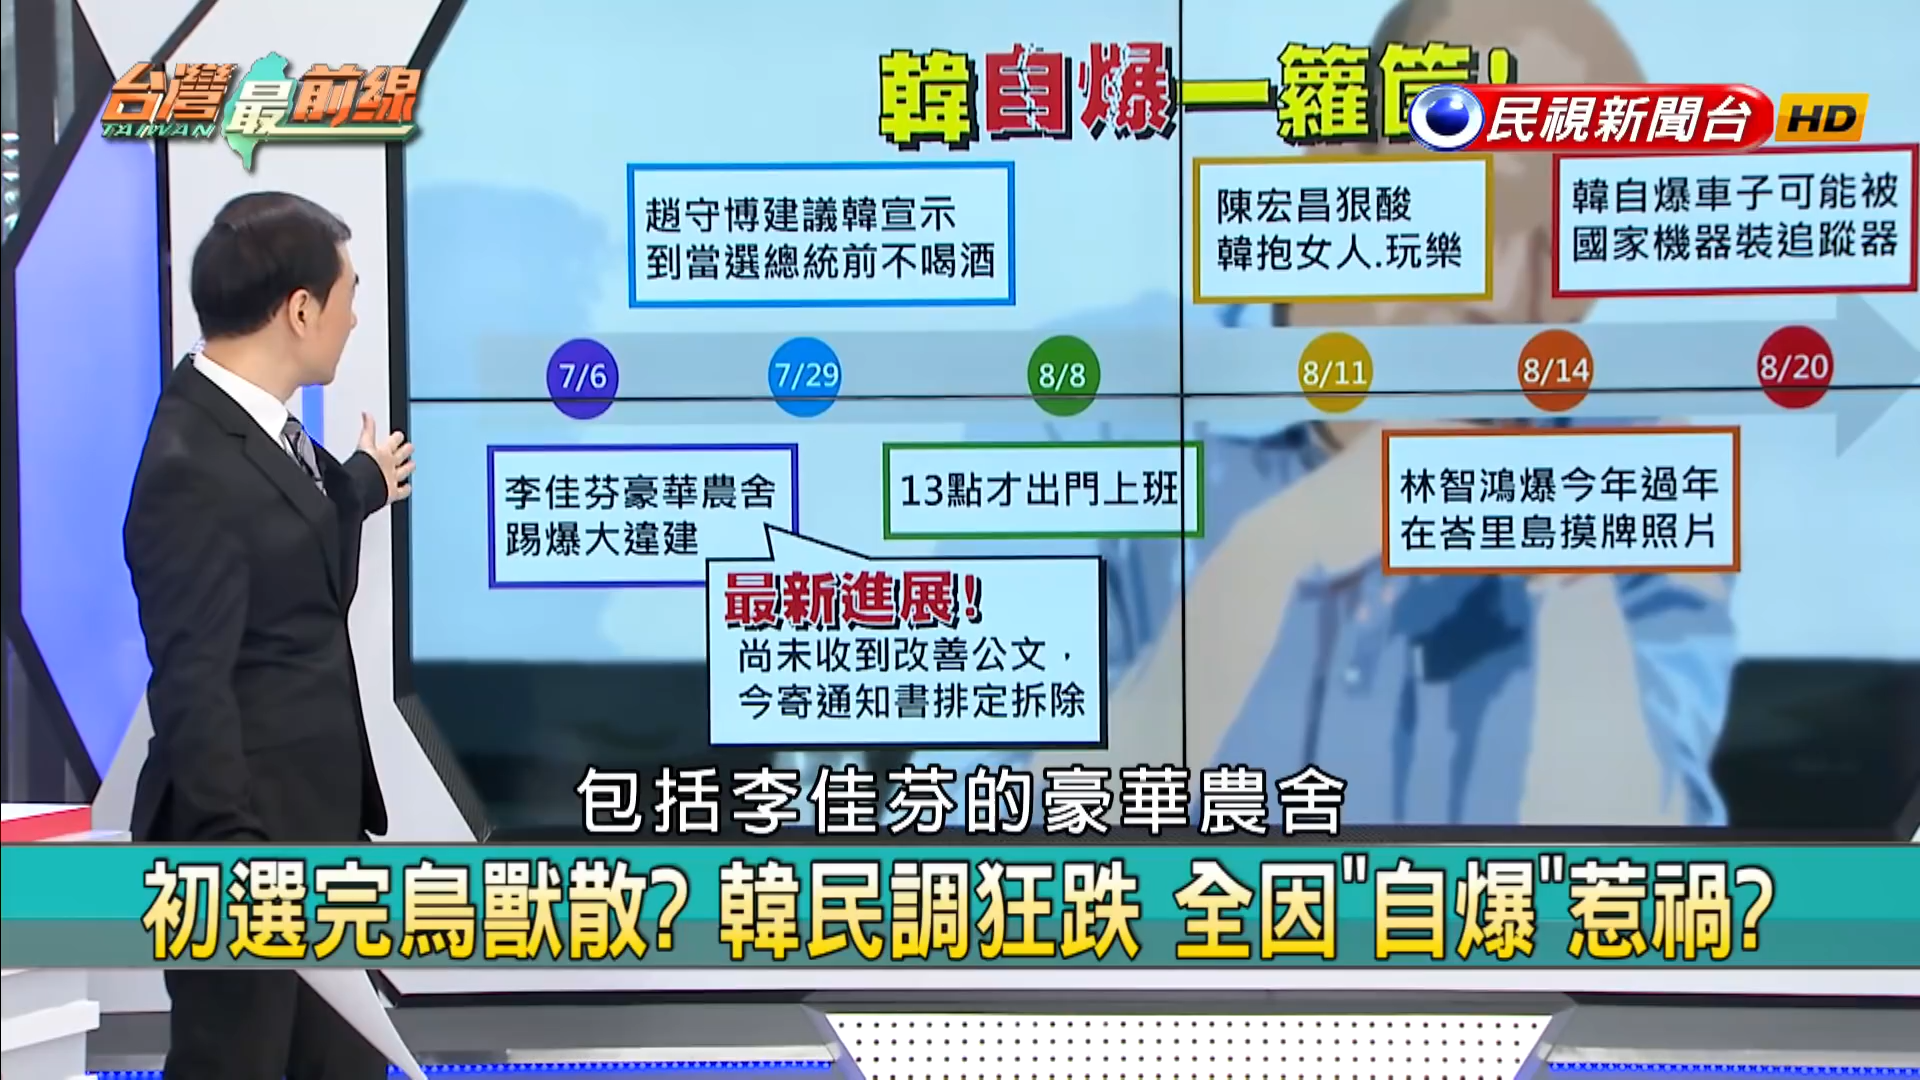 台灣最前線
TAIWAN
韓自爆一籮筐!
民視新聞台 HD
趙守博建議韓宣示
到當選總統前不喝酒
陳宏昌狠酸
韓抱女人.玩樂
韓自爆車子可能被
國家機器裝追蹤器
7/6
7/29
8/8
8/11
8/14
8/20
李佳芬豪華農舍
踢爆大違建
13點才出門上班
林智鴻爆今年過年
在峇里島摸牌照片
最新進展!
尚未收到改善公文，
今寄通知書排定拆除
包括李佳芬的豪華農舍
初選完鳥獸散? 韓民調狂跌 全因"自爆"惹禍?